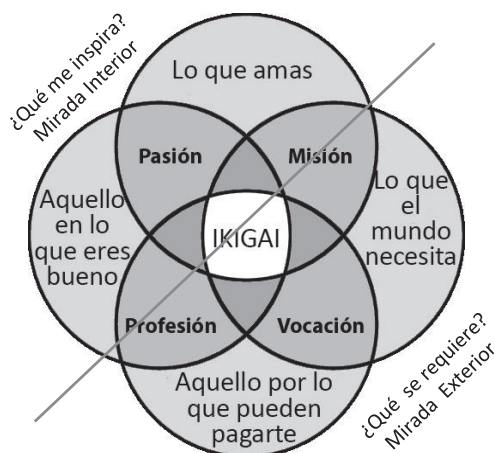 ¿Qué me inspira?
Mirada Interior
Lo que amas
Pasión
Misión
Aquello
en lo
que eres
bueno
Lo que
el
mundo
necesita
IKIGAI
Profesión
Vocación
Aquello por lo
que pueden
pagarte
¿Qué se requiere?
Mirada Exterior